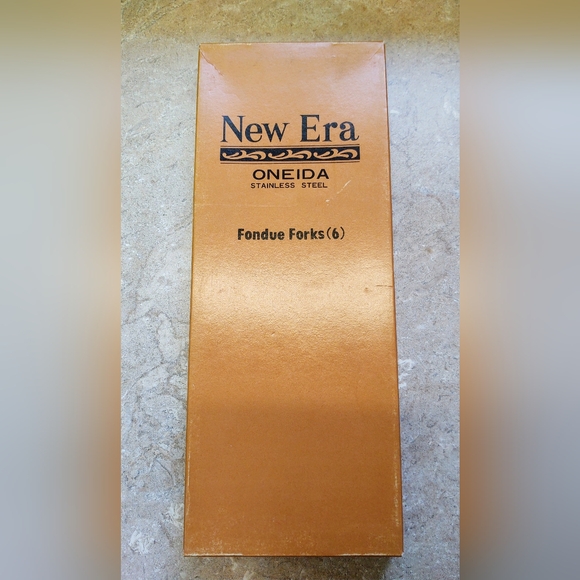 New Era
ONEIDA
STAINLESS STEEL
Fondue Forks(6)